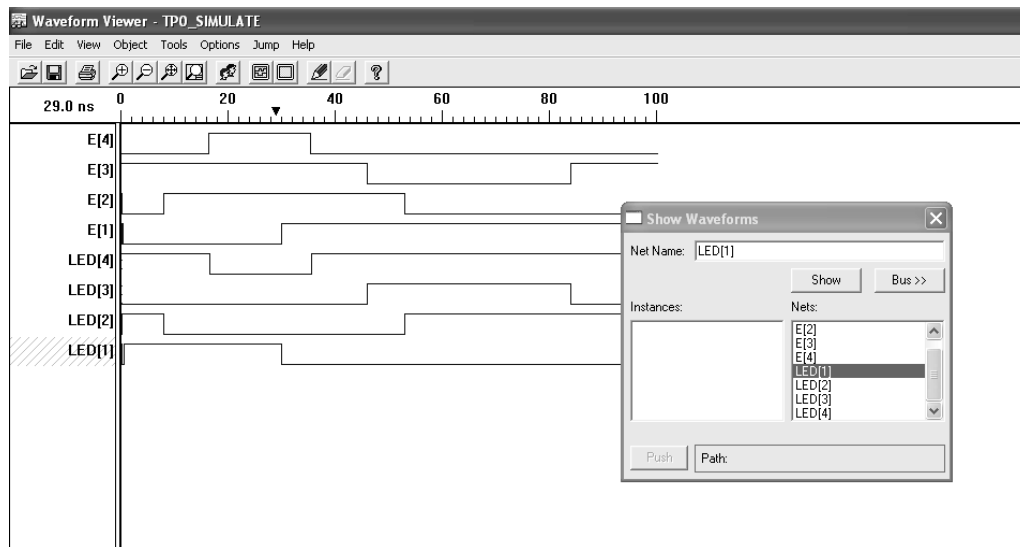 Waveform Viewer - TP0_SIMULATE
File Edit View Object Tools Options Jump Help
29.0 ns
0 20 40 60 80 100
E[4]
E[3]
E[2]
E[1]
LED[4]
LED[3]
LED[2]
LED[1]
Show Waveforms
Net Name: LED[1]
Show Bus >>
Instances: Nets:
E[2]
E[3]
E[4]
LED[1]
LED[2]
LED[3]
LED[4]
Push Path: